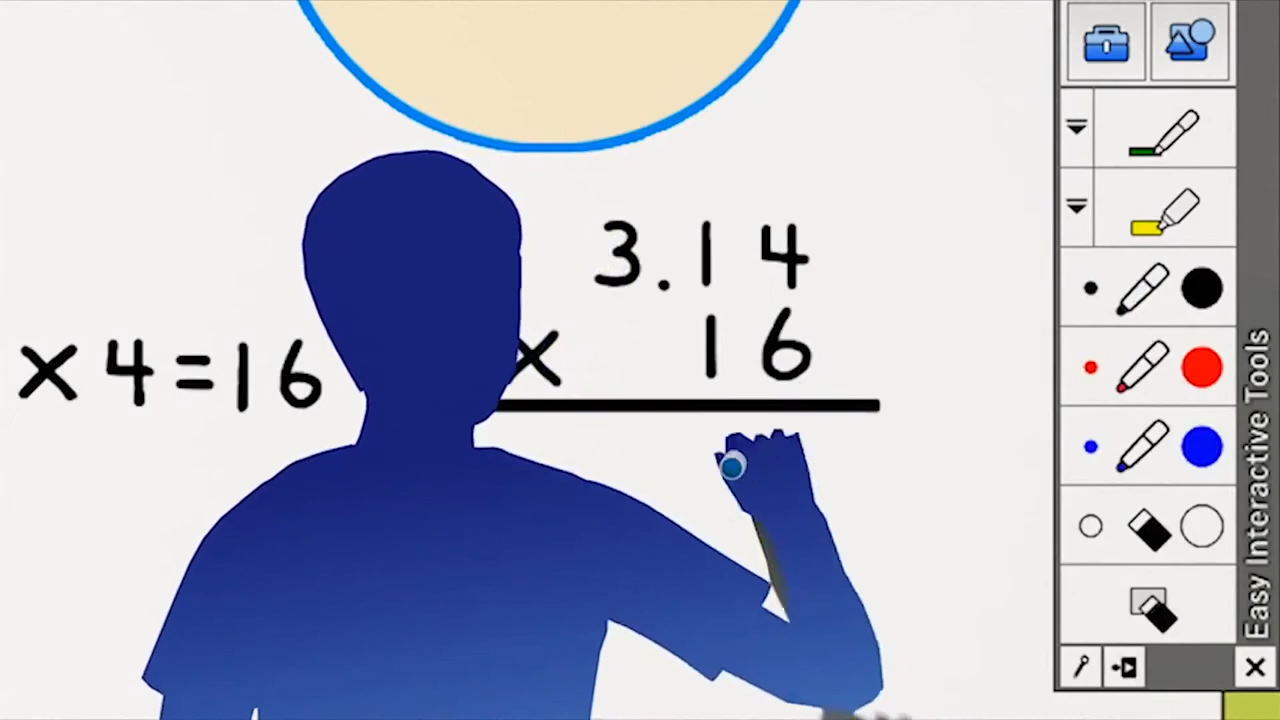 3.14
× 4=16
× 16
Easy Interactive Tools